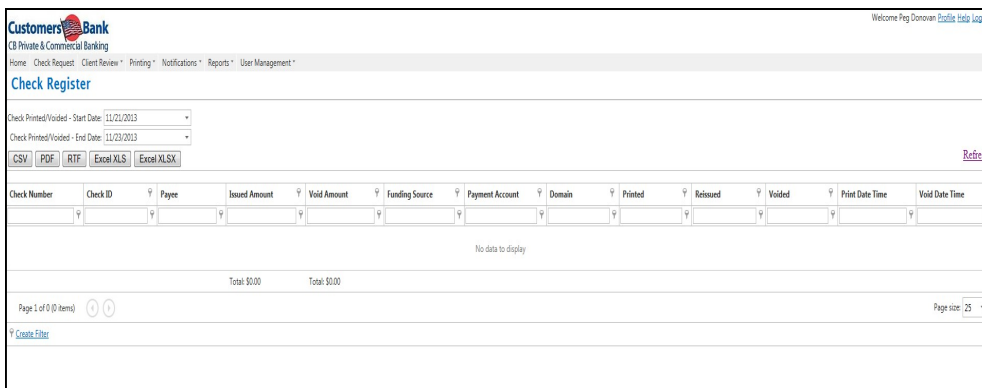 Welcome Peg Donovan Profile Help Log
Customers Bank
CB Private & Commercial Banking
Home Check Request Client Review Printing Notifications Reports User Management
Check Register
Check Printed/Voided - Start Date: 11/21/2013
Check Printed/Voided - End Date: 11/23/2013
CSV PDF RTF Excel XLS Excel XLSX Refre
Check Number Check ID Payee Issued Amount Void Amount Funding Source Payment Account Domain Printed Reissued Voided Print Date Time Void Date Time
No data to display
Total: $0.00 Total: $0.00
Page 1 of 0 (0 items) Page size: 25
Create Filter